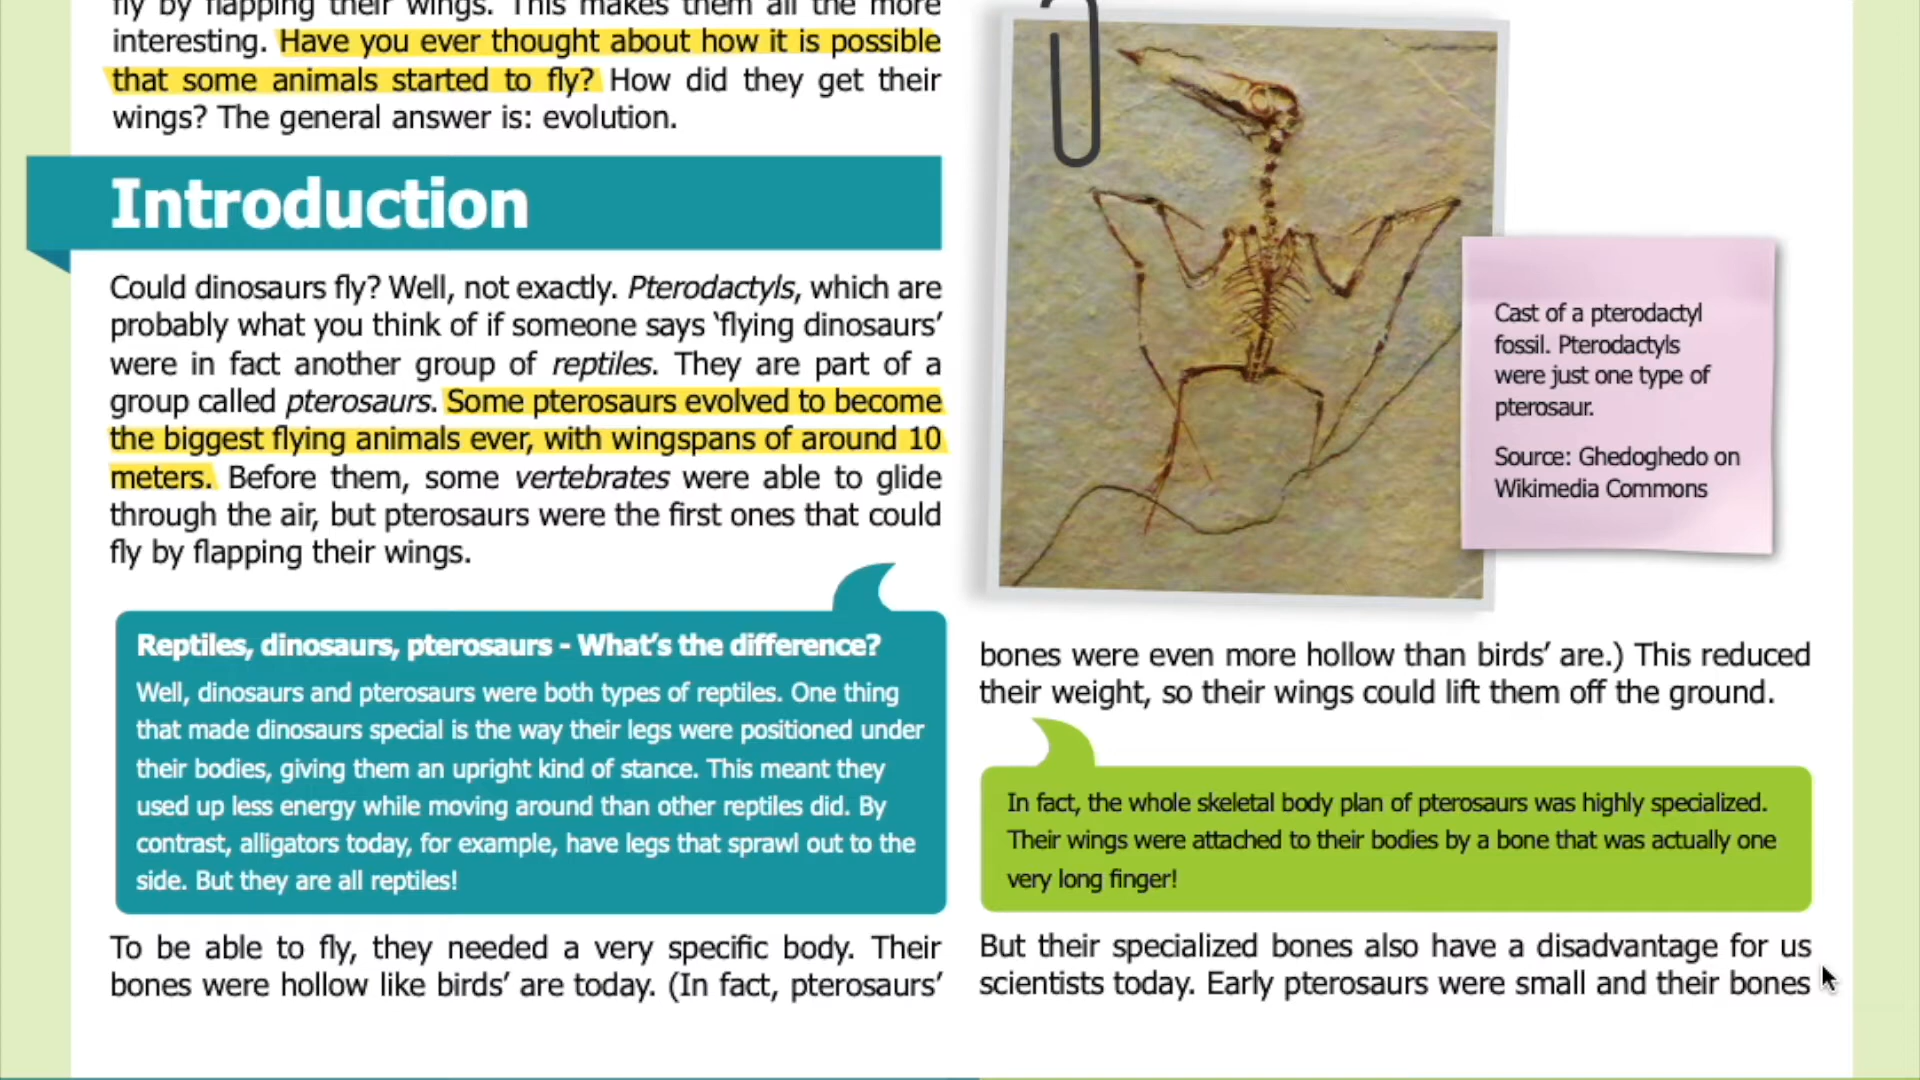 fly by flapping their wings. This makes them all the more
interesting. Have you ever thought about how it is possible
that some animals started to fly? How did they get their
wings? The general answer is: evolution.
Introduction
Could dinosaurs fly? Well, not exactly. Pterodactyls, which are
probably what you think of if someone says ‘flying dinosaurs’
were in fact another group of reptiles. They are part of a
group called pterosaurs. Some pterosaurs evolved to become
the biggest flying animals ever, with wingspans of around 10
meters. Before them, some vertebrates were able to glide
through the air, but pterosaurs were the first ones that could
fly by flapping their wings.
Reptiles, dinosaurs, pterosaurs - What’s the difference?
Well, dinosaurs and pterosaurs were both types of reptiles. One thing
that made dinosaurs special is the way their legs were positioned under
their bodies, giving them an upright kind of stance. This meant they
used up less energy while moving around than other reptiles did. By
contrast, alligators today, for example, have legs that sprawl out to the
side. But they are all reptiles!
To be able to fly, they needed a very specific body. Their
bones were hollow like birds’ are today. (In fact, pterosaurs’
Cast of a pterodactyl
fossil. Pterodactyls
were just one type of
pterosaur.
Source: Ghedoghedo on
Wikimedia Commons
bones were even more hollow than birds’ are.) This reduced
their weight, so their wings could lift them off the ground.
In fact, the whole skeletal body plan of pterosaurs was highly specialized.
Their wings were attached to their bodies by a bone that was actually one
very long finger!
But their specialized bones also have a disadvantage for us
scientists today. Early pterosaurs were small and their bones